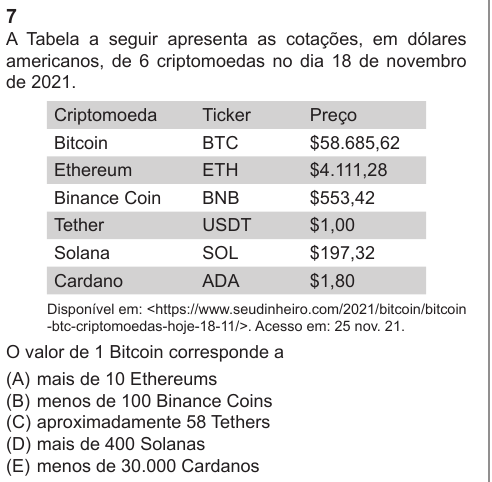 7
A Tabela a seguir apresenta as cotações, em dólares
americanos, de 6 criptomoedas no dia 18 de novembro
de 2021.
Criptomoeda Ticker Preço
Bitcoin BTC $58.685,62
Ethereum ETH $4.111,28
Binance Coin BNB $553,42
Tether USDT $1,00
Solana SOL $197,32
Cardano ADA $1,80
Disponível em: <https://www.seudinheiro.com/2021/bitcoin/bitcoin
-btc-criptomoedas-hoje-18-11/>. Acesso em: 25 nov. 21.
O valor de 1 Bitcoin corresponde a
(A) mais de 10 Ethereums
(B) menos de 100 Binance Coins
(C) aproximadamente 58 Tethers
(D) mais de 400 Solanas
(E) menos de 30.000 Cardanos